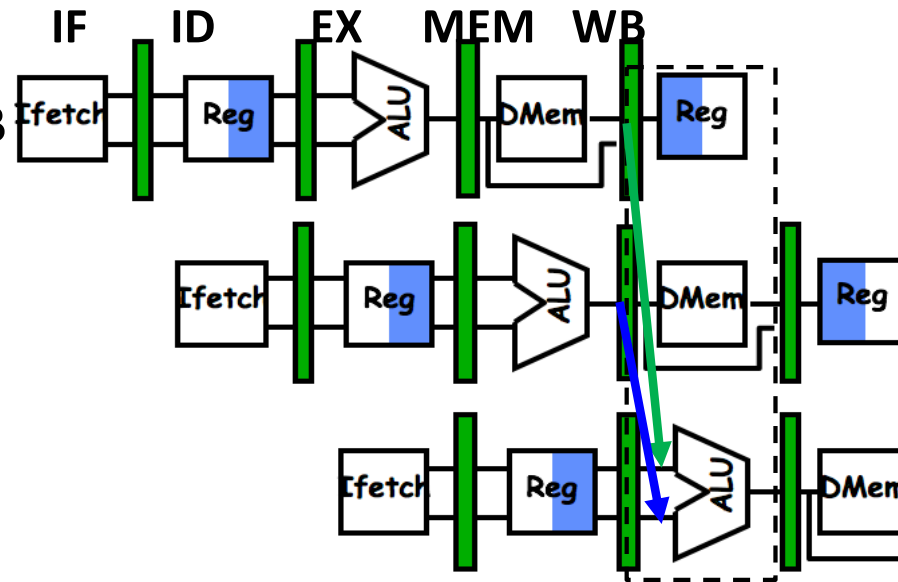 IF ID EX MEM WB
Ifetch Reg ALU DMem Reg
Ifetch Reg ALU DMem Reg
Ifetch Reg ALU DMem